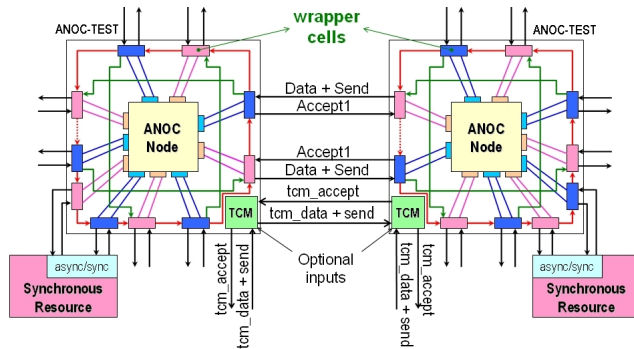 ANOC-TEST
wrapper
cells
ANOC-TEST
Data + Send
Accept1
ANOC
Node
ANOC
Node
Accept1
Data + Send
tcm_accept
TCM
tcm_data + send
TCM
Optional
inputs
tcm_accept
tcm_data + send
tcm_data + send
tcm_accept
async/sync
Synchronous
Resource
async/sync
Synchronous
Resource